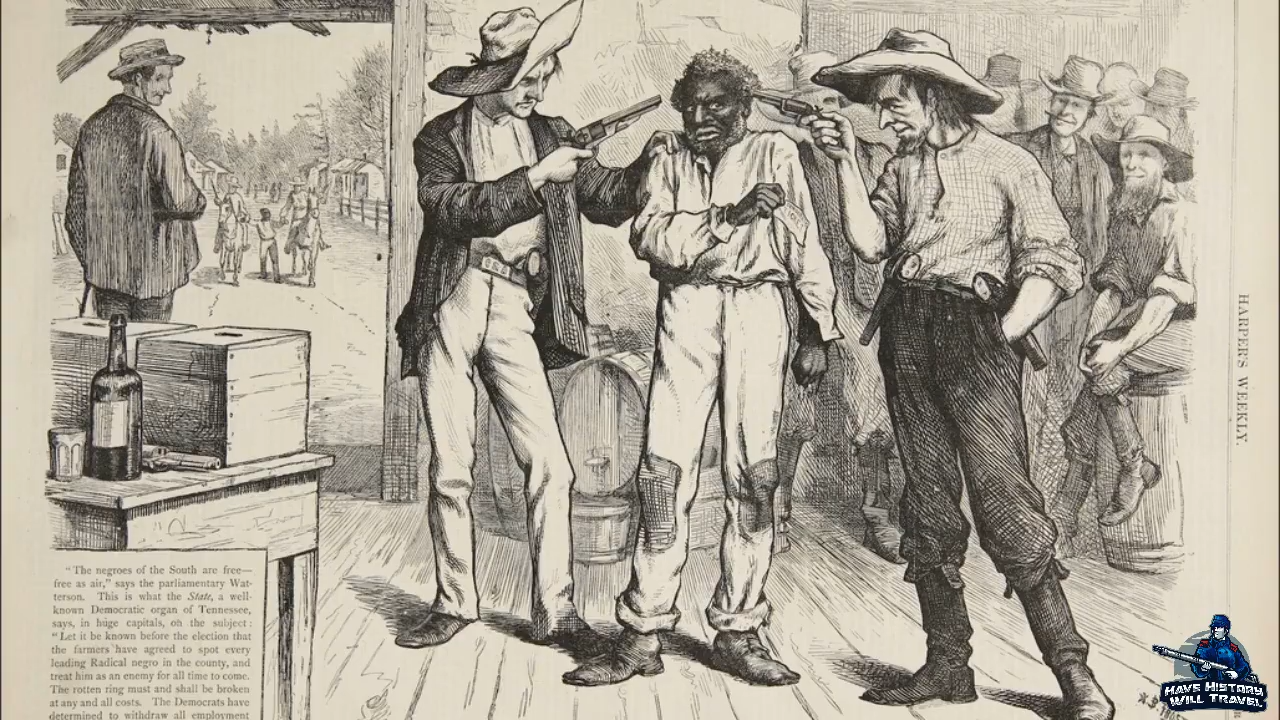 "The negroes of the South are free—
free as air," says the parliamentary Wat-
terson. This is what the State, a well-
known Democratic organ of Tennessee,
says, in huge capitals, on the subject:
"Let it be known before the election that
the farmers have agreed to spot every
leading Radical negro in the county, and
treat him as an enemy for all time to come.
The rotten ring must and shall be broken
at any and all costs. The Democrats have
determined to withdraw all employment
HARPER'S WEEKLY.
HAVE HISTORY
WILL TRAVEL